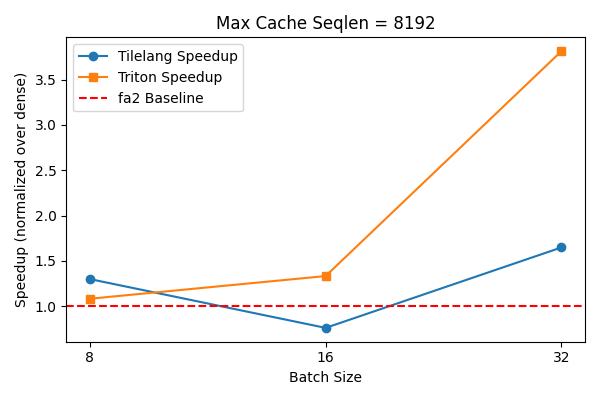 Max Cache Seqlen = 8192
Tilelang Speedup
Triton Speedup
fa2 Baseline
Speedup (normalized over dense)
3.5
3.0
2.5
2.0
1.5
1.0
8
16
32
Batch Size